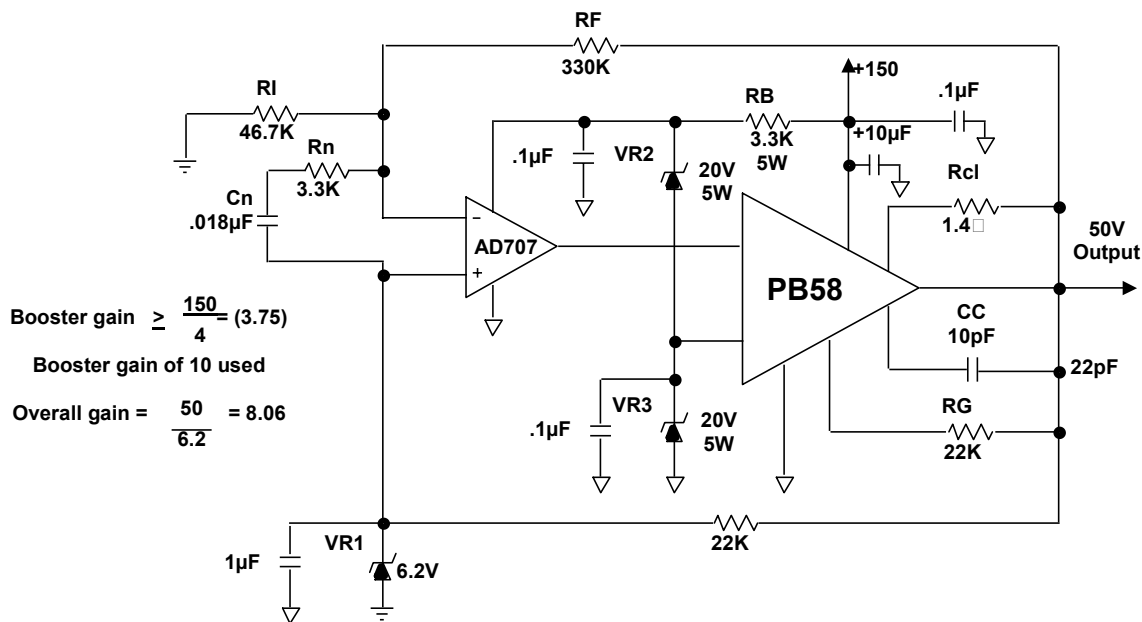 RF
330K
+150
RI
46.7K
RB
3.3K
5W
.1µF
+10µF
Rn
3.3K
.1µF
VR2
20V
5W
Rcl
1.4□
Cn
.018µF
−
AD707
+
50V
Output
PB58
Booster gain ≥ 150/4 = (3.75)
CC
10pF
Booster gain of 10 used
22pF
Overall gain = 50/6.2 = 8.06
.1µF
VR3
20V
5W
RG
22K
22K
1µF
VR1
6.2V